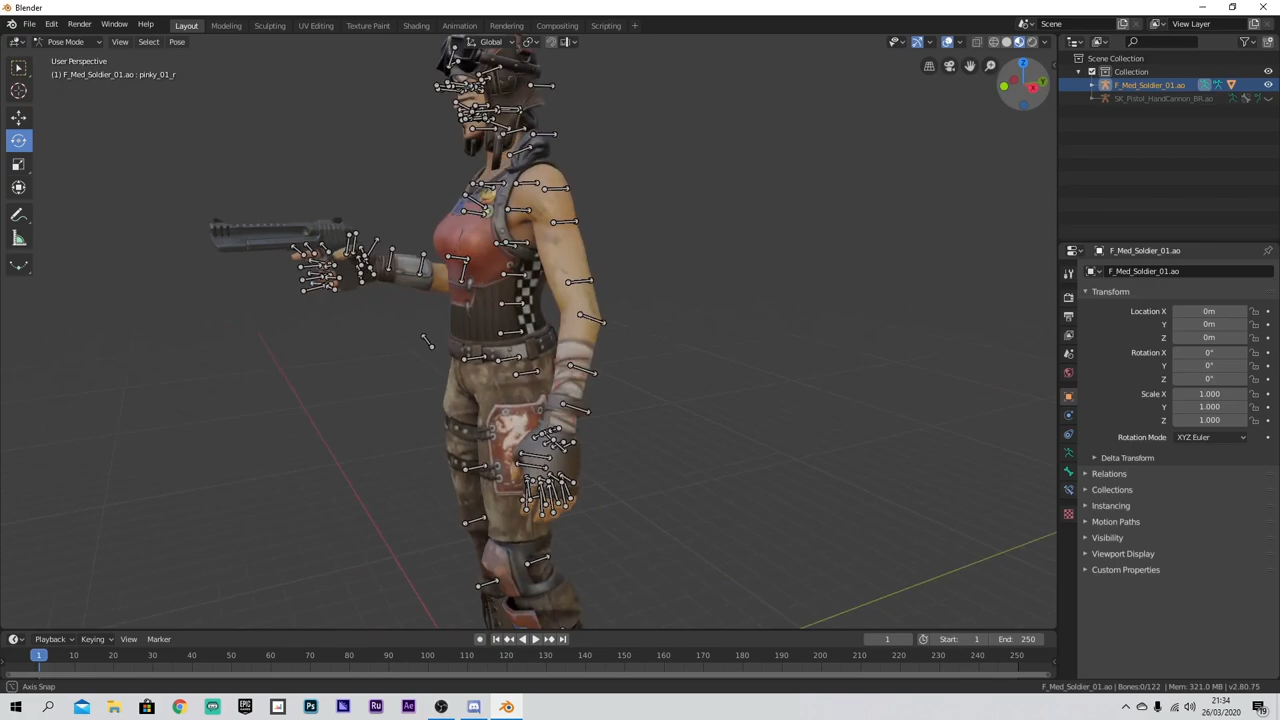 Blender
File Edit Render Window Help Layout Modeling Sculpting UV Editing Texture Paint Shading Animation Rendering Compositing Scripting + Scene View Layer
Pose Mode View Select Pose Global
User Perspective
(1) F_Med_Soldier_01.ao : pinky_01_r
Z
Y
X
Scene Collection
Collection
F_Med_Soldier_01.ao
SK_Pistol_HandCannon_BR.ao
F_Med_Soldier_01.ao
F_Med_Soldier_01.ao
Transform
Location X 0m
Y 0m
Z 0m
Rotation X 0°
Y 0°
Z 0°
Scale X 1.000
Y 1.000
Z 1.000
Rotation Mode XYZ Euler
Delta Transform
Relations
Collections
Instancing
Motion Paths
Visibility
Viewport Display
Custom Properties
Playback Keying View Marker 1 Start: 1 End: 250
1 10 20 30 40 50 60 70 80 90 100 110 120 130 140 150 160 170 180 190 200 210 220 230 240 250
Axis Snap F_Med_Soldier_01.ao | Bones:0/122 | Mem: 321.0 MB | v2.80.75
EPIC GAMES Ps Ru Ae 21:34
26/03/2020 19